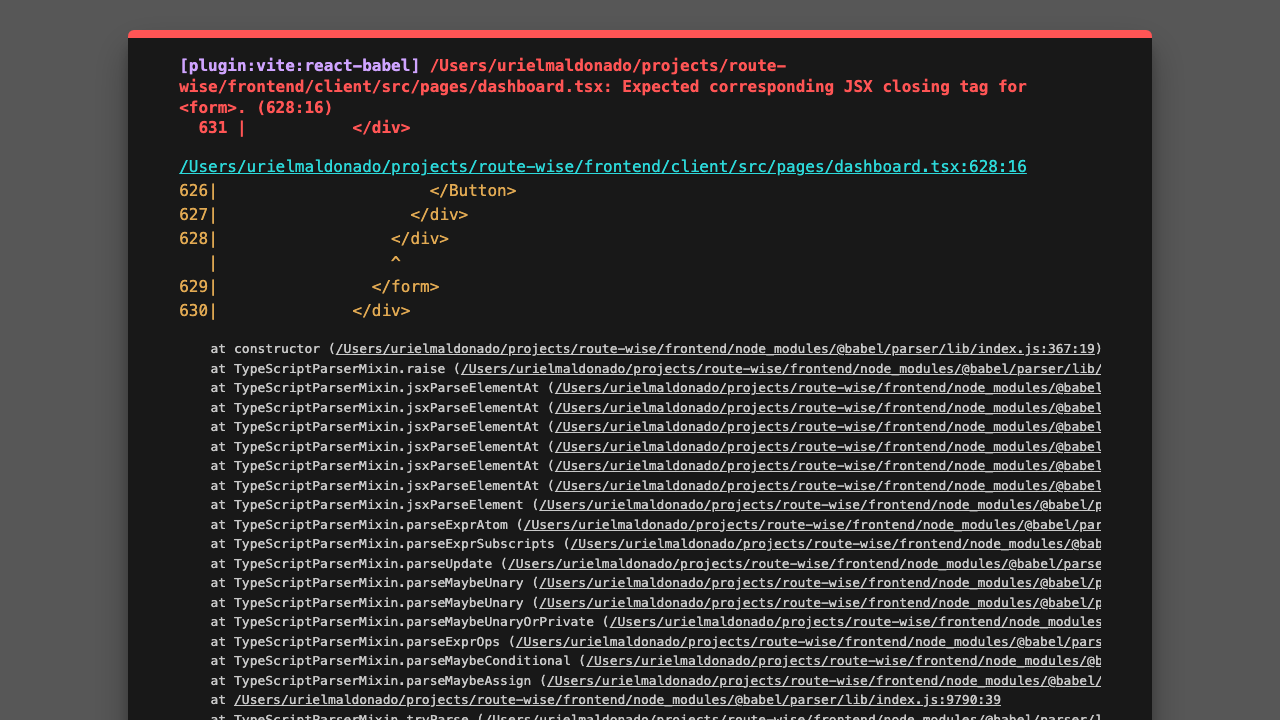 [plugin:vite:react-babel] /Users/urielmaldonado/projects/route-
wise/frontend/client/src/pages/dashboard.tsx: Expected corresponding JSX closing tag for
<form>. (628:16)
  631 |           </div>
/Users/urielmaldonado/projects/route-wise/frontend/client/src/pages/dashboard.tsx:628:16
626|                      </Button>
627|                    </div>
628|                  </div>
   |                  ^
629|                </form>
630|              </div>
at constructor (/Users/urielmaldonado/projects/route-wise/frontend/node_modules/@babel/parser/lib/index.js:367:19)
at TypeScriptParserMixin.raise (/Users/urielmaldonado/projects/route-wise/frontend/node_modules/@babel/parser/lib/
at TypeScriptParserMixin.jsxParseElementAt (/Users/urielmaldonado/projects/route-wise/frontend/node_modules/@babel
at TypeScriptParserMixin.jsxParseElementAt (/Users/urielmaldonado/projects/route-wise/frontend/node_modules/@babel
at TypeScriptParserMixin.jsxParseElementAt (/Users/urielmaldonado/projects/route-wise/frontend/node_modules/@babel
at TypeScriptParserMixin.jsxParseElementAt (/Users/urielmaldonado/projects/route-wise/frontend/node_modules/@babel
at TypeScriptParserMixin.jsxParseElementAt (/Users/urielmaldonado/projects/route-wise/frontend/node_modules/@babel
at TypeScriptParserMixin.jsxParseElementAt (/Users/urielmaldonado/projects/route-wise/frontend/node_modules/@babel
at TypeScriptParserMixin.jsxParseElement (/Users/urielmaldonado/projects/route-wise/frontend/node_modules/@babel/p
at TypeScriptParserMixin.parseExprAtom (/Users/urielmaldonado/projects/route-wise/frontend/node_modules/@babel/par
at TypeScriptParserMixin.parseExprSubscripts (/Users/urielmaldonado/projects/route-wise/frontend/node_modules/@bab
at TypeScriptParserMixin.parseUpdate (/Users/urielmaldonado/projects/route-wise/frontend/node_modules/@babel/parse
at TypeScriptParserMixin.parseMaybeUnary (/Users/urielmaldonado/projects/route-wise/frontend/node_modules/@babel/p
at TypeScriptParserMixin.parseMaybeUnary (/Users/urielmaldonado/projects/route-wise/frontend/node_modules/@babel/p
at TypeScriptParserMixin.parseMaybeUnaryOrPrivate (/Users/urielmaldonado/projects/route-wise/frontend/node_modules
at TypeScriptParserMixin.parseExprOps (/Users/urielmaldonado/projects/route-wise/frontend/node_modules/@babel/pars
at TypeScriptParserMixin.parseMaybeConditional (/Users/urielmaldonado/projects/route-wise/frontend/node_modules/@b
at TypeScriptParserMixin.parseMaybeAssign (/Users/urielmaldonado/projects/route-wise/frontend/node_modules/@babel/
at /Users/urielmaldonado/projects/route-wise/frontend/node_modules/@babel/parser/lib/index.js:9790:39
at TypeScriptParserMixin.tryParse (/Users/urielmaldonado/projects/route-wise/frontend/node_modules/@babel/parser/l